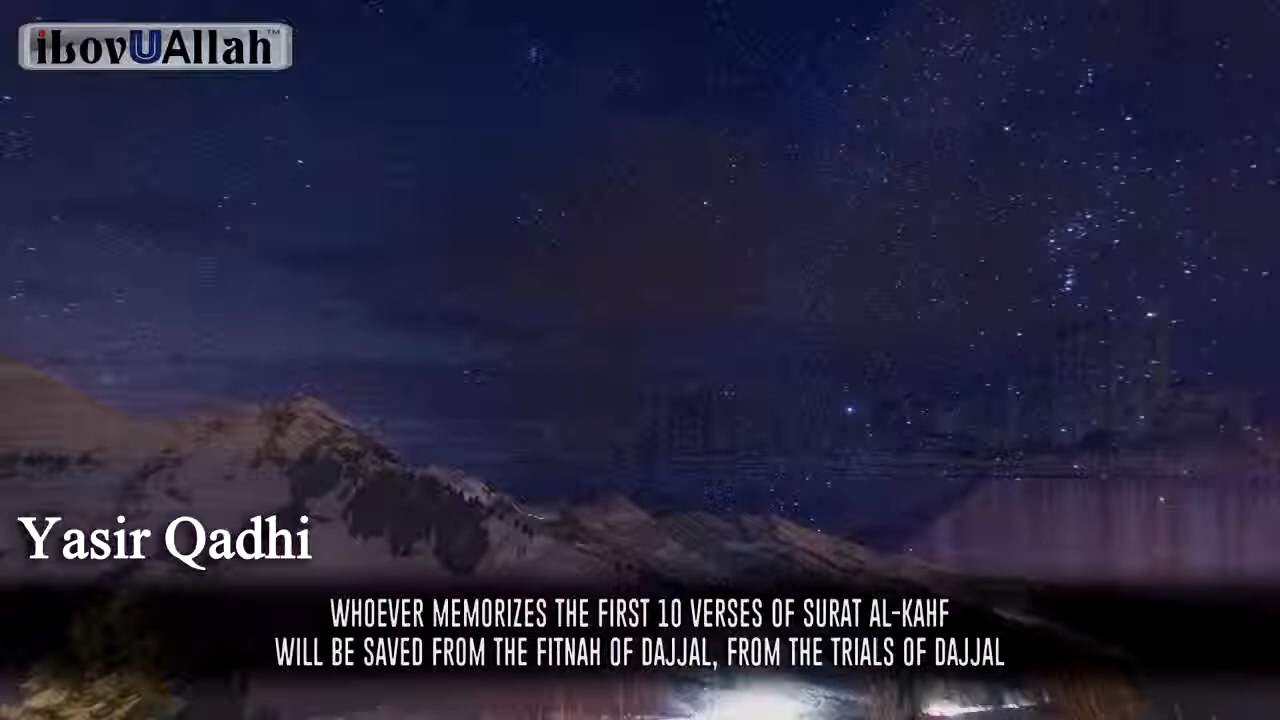 iLovUAllah™
Yasir Qadhi
WHOEVER MEMORIZES THE FIRST 10 VERSES OF SURAT AL-KAHF
WILL BE SAVED FROM THE FITNAH OF DAJJAL, FROM THE TRIALS OF DAJJAL